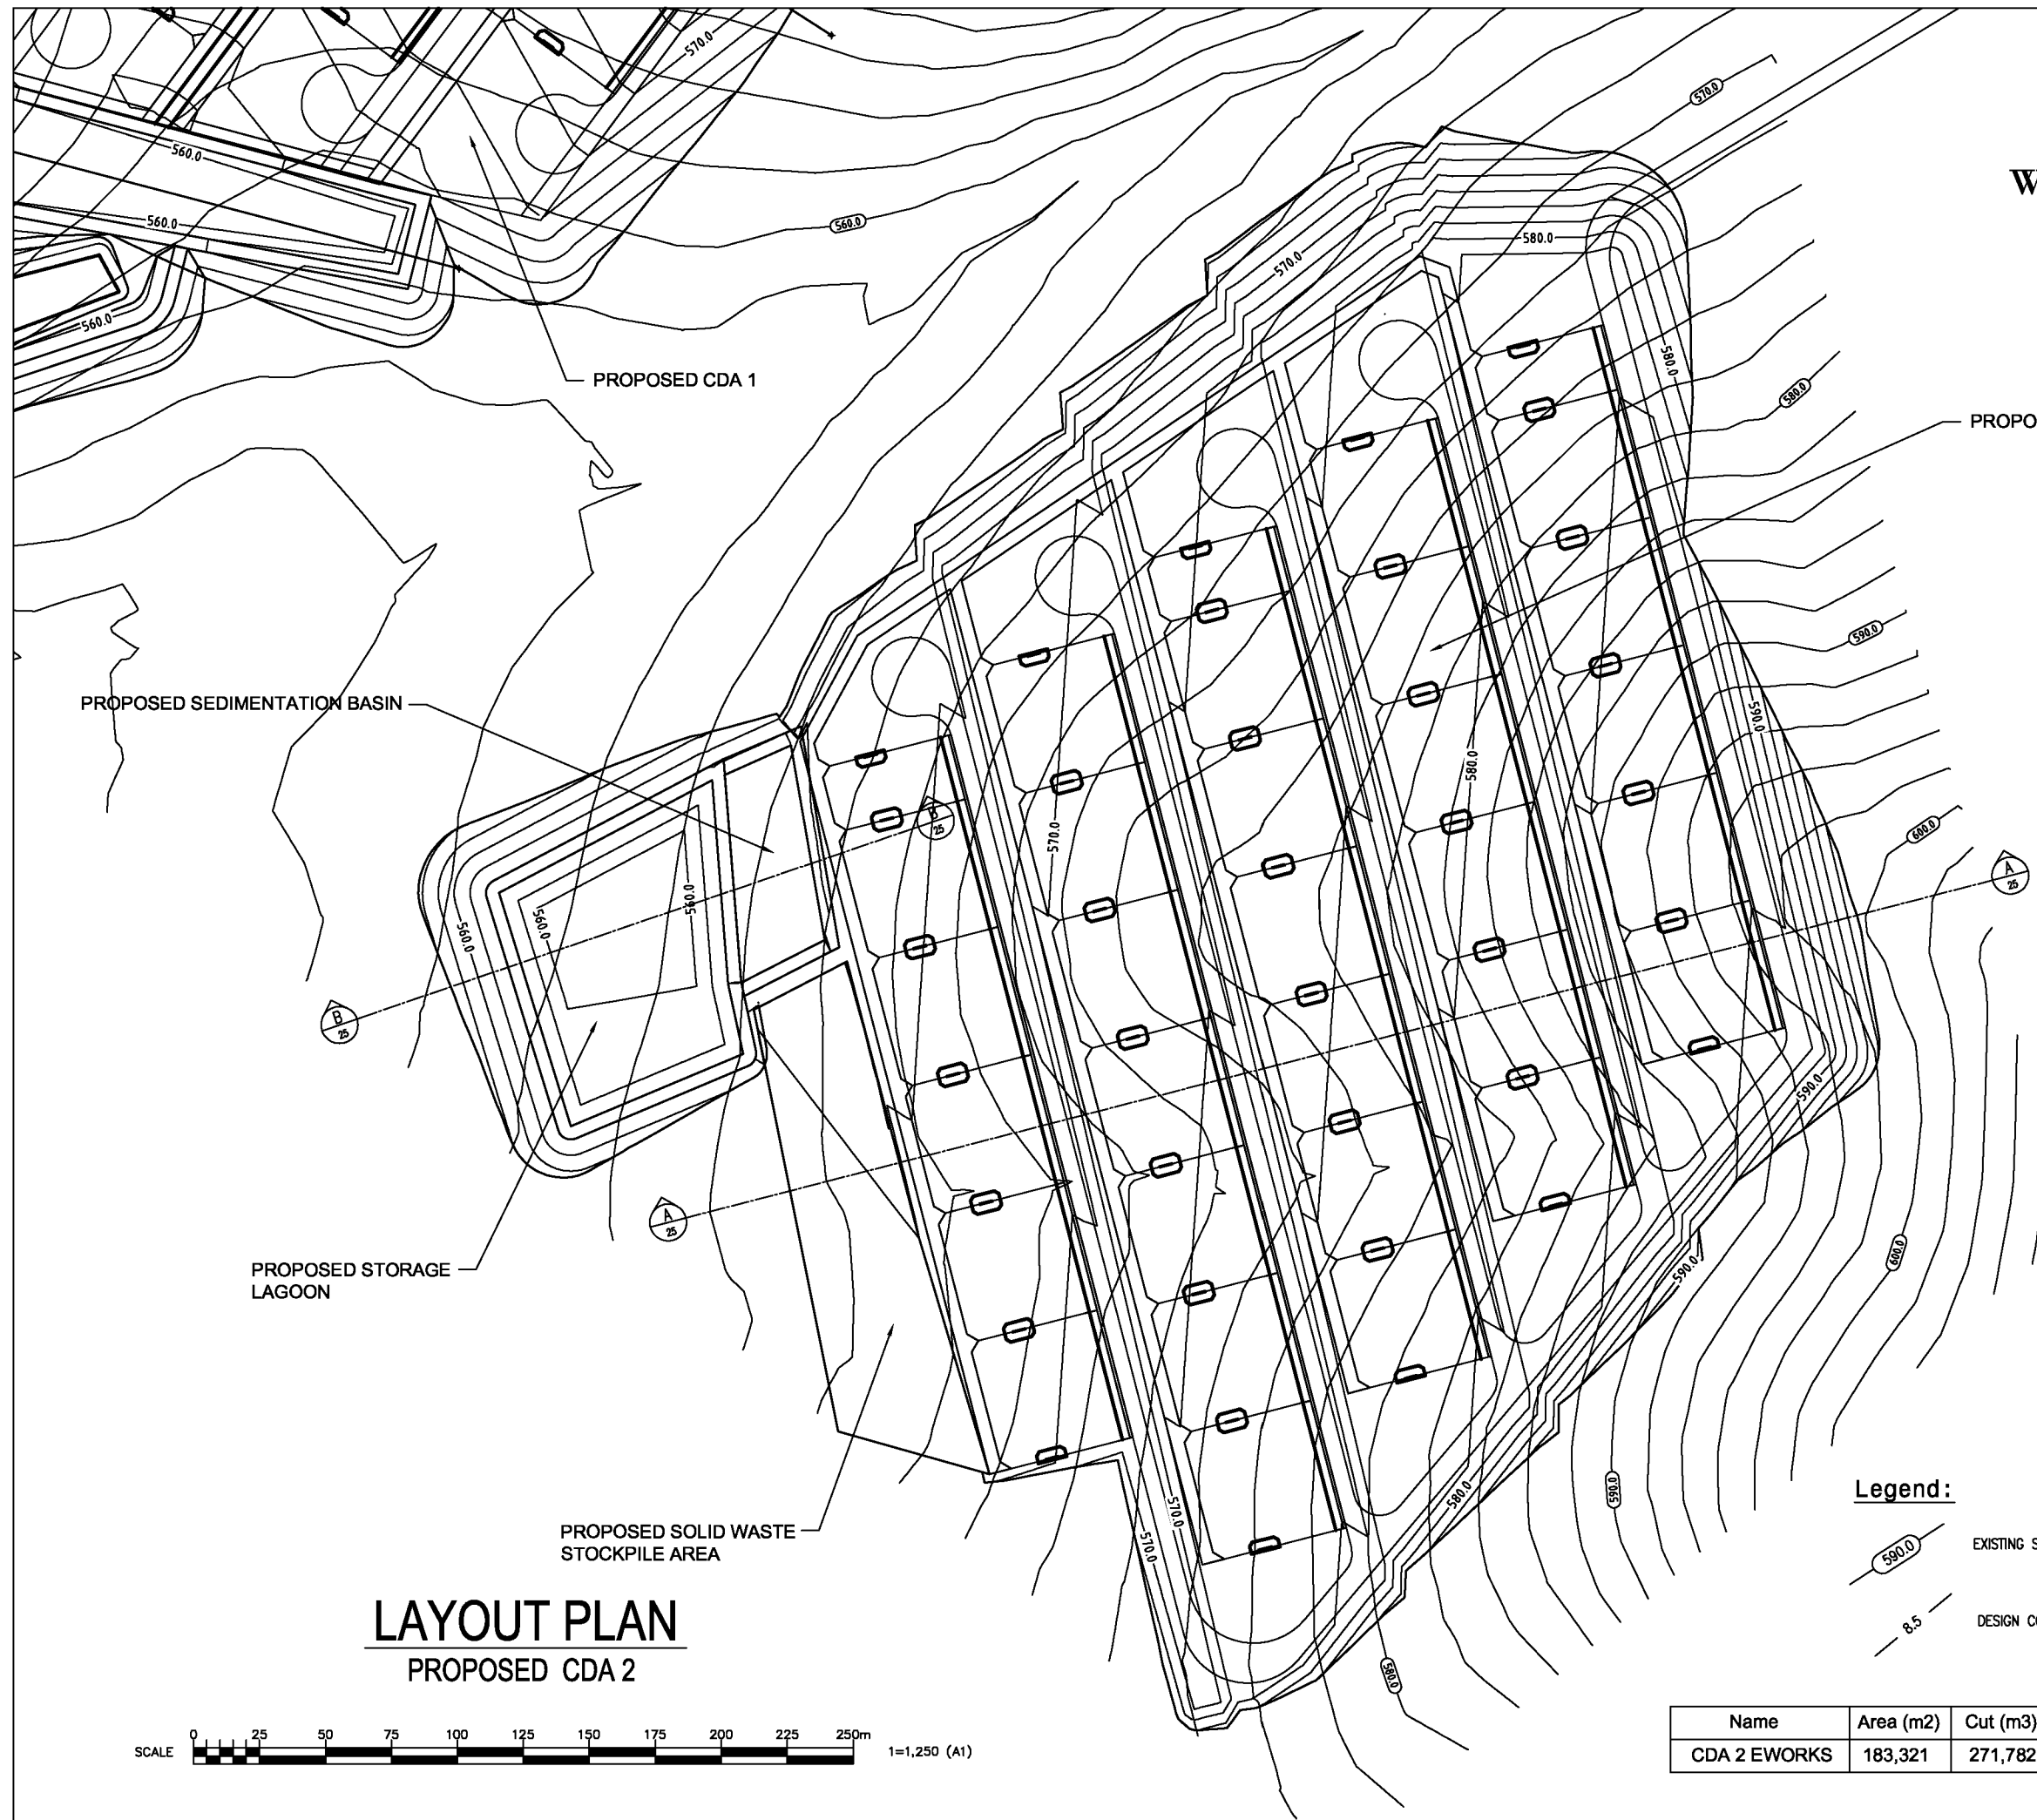 570.0
570.0
560.0
560.0
560.0
W
580.0
570.0
560.0
580.0
PROPOSED CDA 1
580.0
PROPO
590.0
PROPOSED SEDIMENTATION BASIN
590.0
580.0
B
25
570.0
600.0
A
25
560.0
560.0
560.0
B
25
590.0
A
25
PROPOSED STORAGE
LAGOON
600.0
590.0
590.0
580.0
570.0
570.0
Legend:
PROPOSED SOLID WASTE
STOCKPILE AREA
590.0
EXISTING S
LAYOUT PLAN
PROPOSED CDA 2
8.5
DESIGN CO
580.0
SCALE
0 25 50 75 100 125 150 175 200 225 250m
1=1,250 (A1)
Name Area (m2) Cut (m3)
CDA 2 EWORKS 183,321 271,782